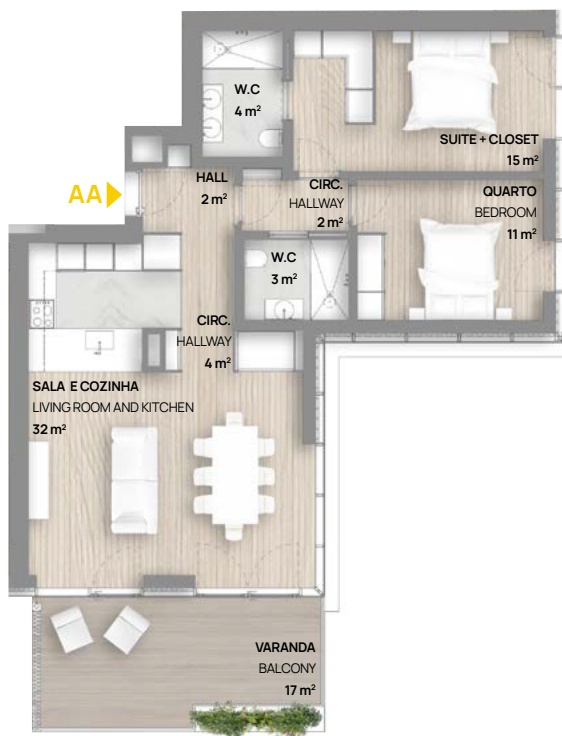 W.C
4 m²
SUITE + CLOSET
15 m²
AA
HALL
2 m²
CIRC.
HALLWAY
2 m²
QUARTO
BEDROOM
11 m²
W.C
3 m²
CIRC.
HALLWAY
4 m²
SALA E COZINHA
LIVING ROOM AND KITCHEN
32 m²
VARANDA
BALCONY
17 m²